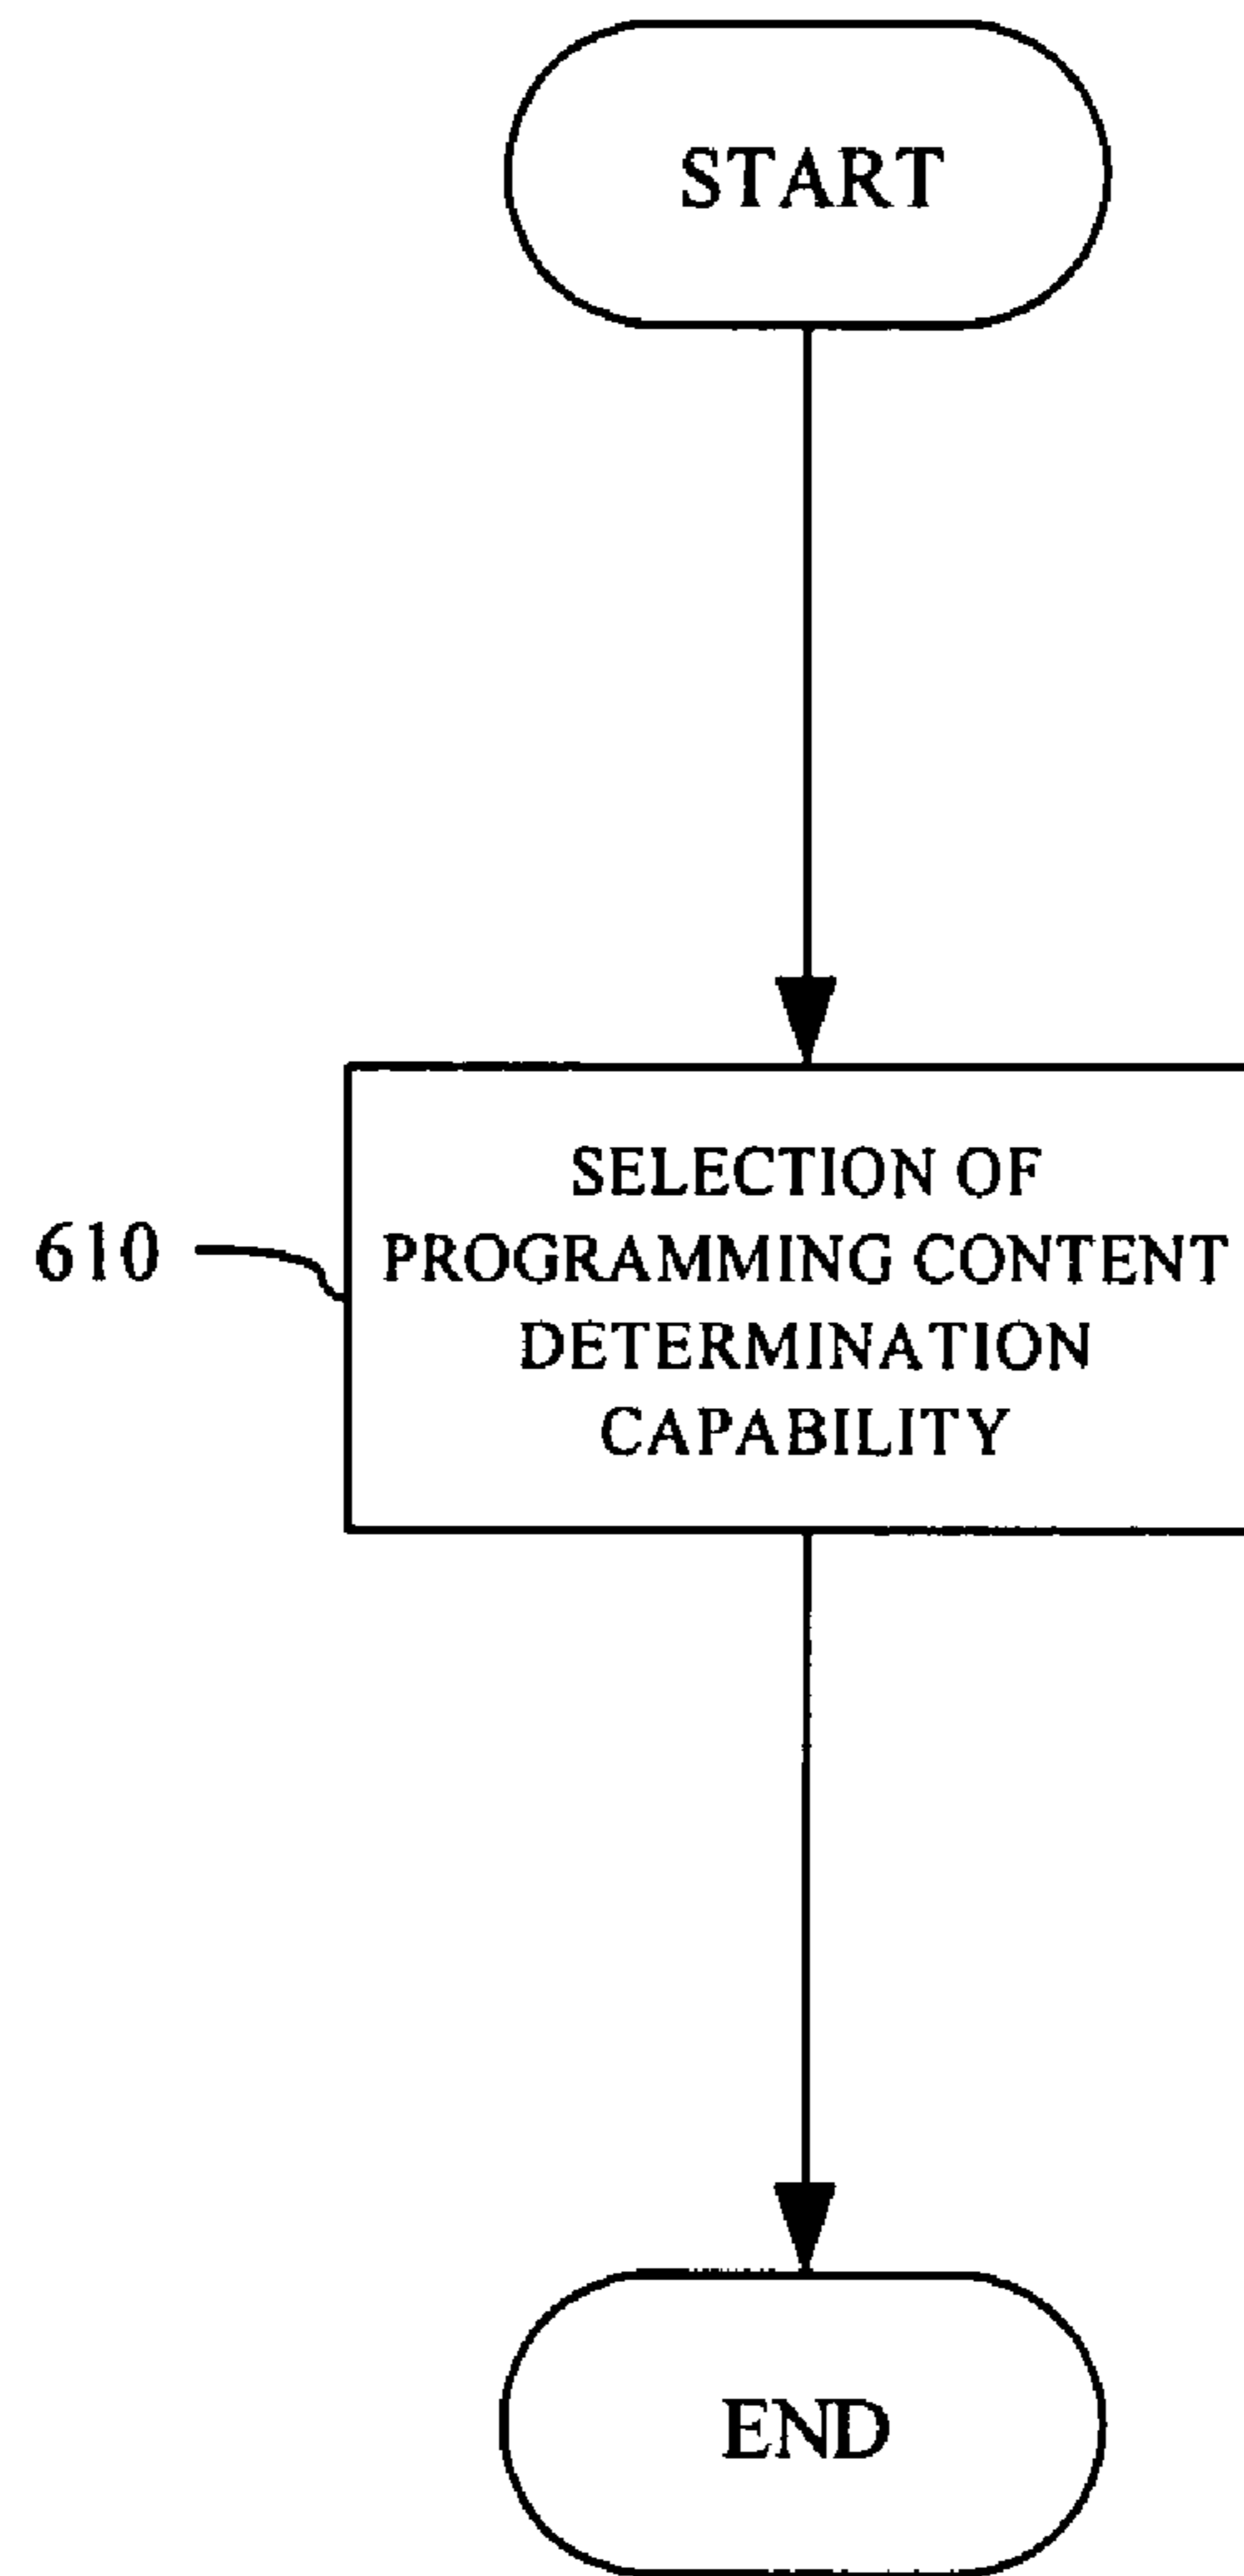 START
SELECTION OF
610 PROGRAMMING CONTENT
DETERMINATION
CAPABILITY
END